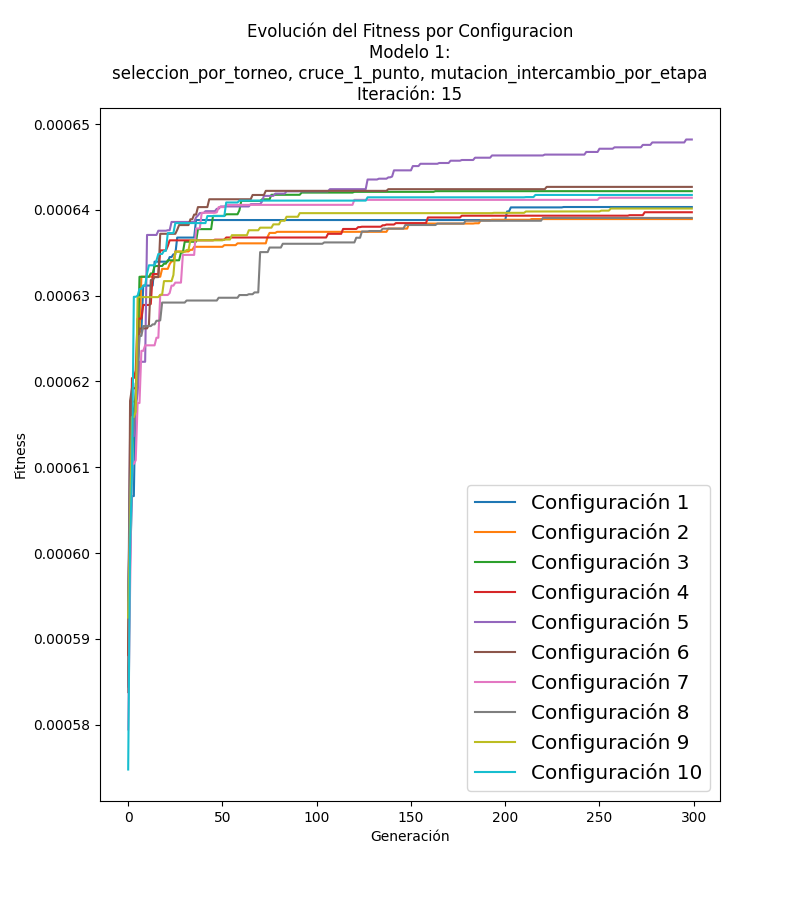 Evolución del Fitness por Configuracion
Modelo 1:
seleccion_por_torneo, cruce_1_punto, mutacion_intercambio_por_etapa
Iteración: 15
0.00065
0.00064
0.00063
0.00062
0.00061
0.00060
0.00059
0.00058
Fitness
Configuración 1
Configuración 2
Configuración 3
Configuración 4
Configuración 5
Configuración 6
Configuración 7
Configuración 8
Configuración 9
Configuración 10
0 50 100 150 200 250 300
Generación